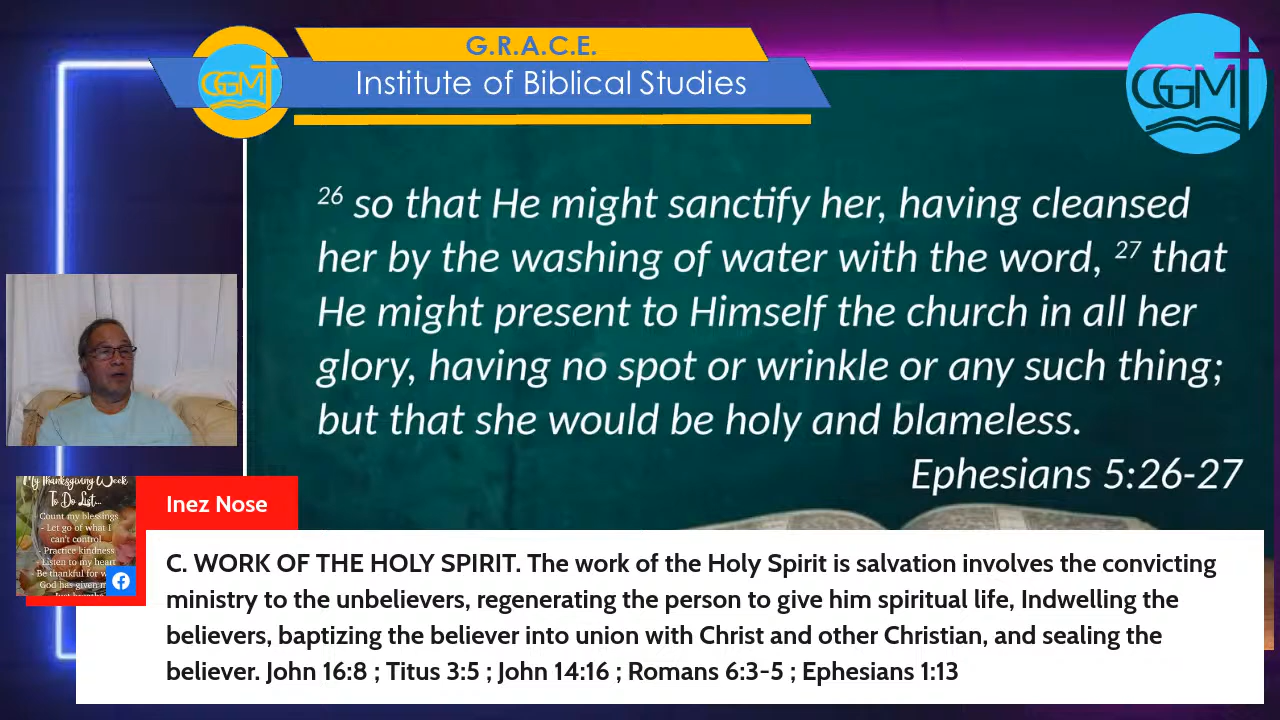 G.R.A.C.E.
Institute of Biblical Studies
CGMT
CGMT
26 so that He might sanctify her, having cleansed
her by the washing of water with the word, 27 that
He might present to Himself the church in all her
glory, having no spot or wrinkle or any such thing;
but that she would be holy and blameless.
Ephesians 5:26-27
My Thanksgiving Week
To Do List...
Count my blessings
- Let go of what I
can't control
- Practice kindness
- Listen to my heart
- Be thankful for
God has given
Just breathe
Inez Nose
C. WORK OF THE HOLY SPIRIT. The work of the Holy Spirit is salvation involves the convicting
ministry to the unbelievers, regenerating the person to give him spiritual life, Indwelling the
believers, baptizing the believer into union with Christ and other Christian, and sealing the
believer. John 16:8 ; Titus 3:5 ; John 14:16 ; Romans 6:3-5 ; Ephesians 1:13